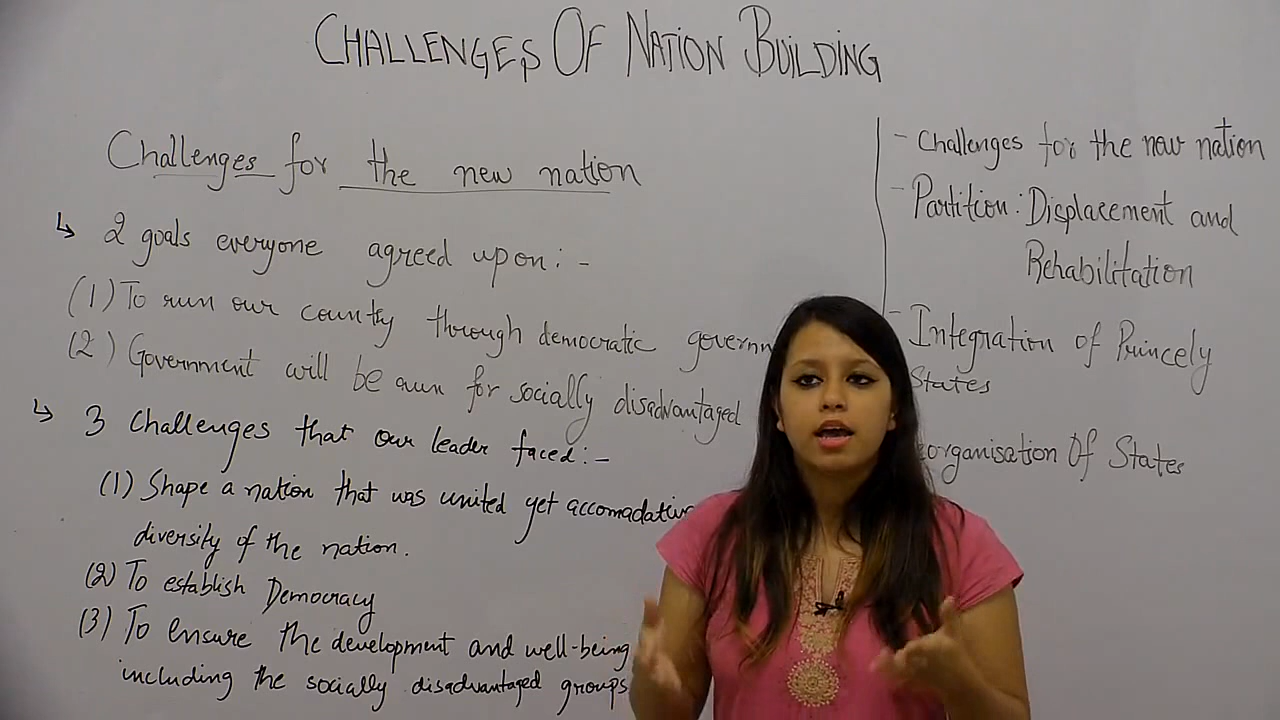 CHALLENGES OF NATION BUILDING
Challenges for the new nation
↳ 2 goals everyone agreed upon:-
(1) To run our country through democratic governm
(2) Government will be run for socially disadvantaged
↳ 3 Challenges that our leader faced:-
(1) Shape a nation that was united yet accomadative
diversity of the nation.
(2) To establish Democracy
(3) To ensure the development and well-being
including the socially disadvantaged groups
- Challenges for the new nation
- Partition: Displacement and
Rehabilitation
- Integration of Princely
States
eorganisation Of States